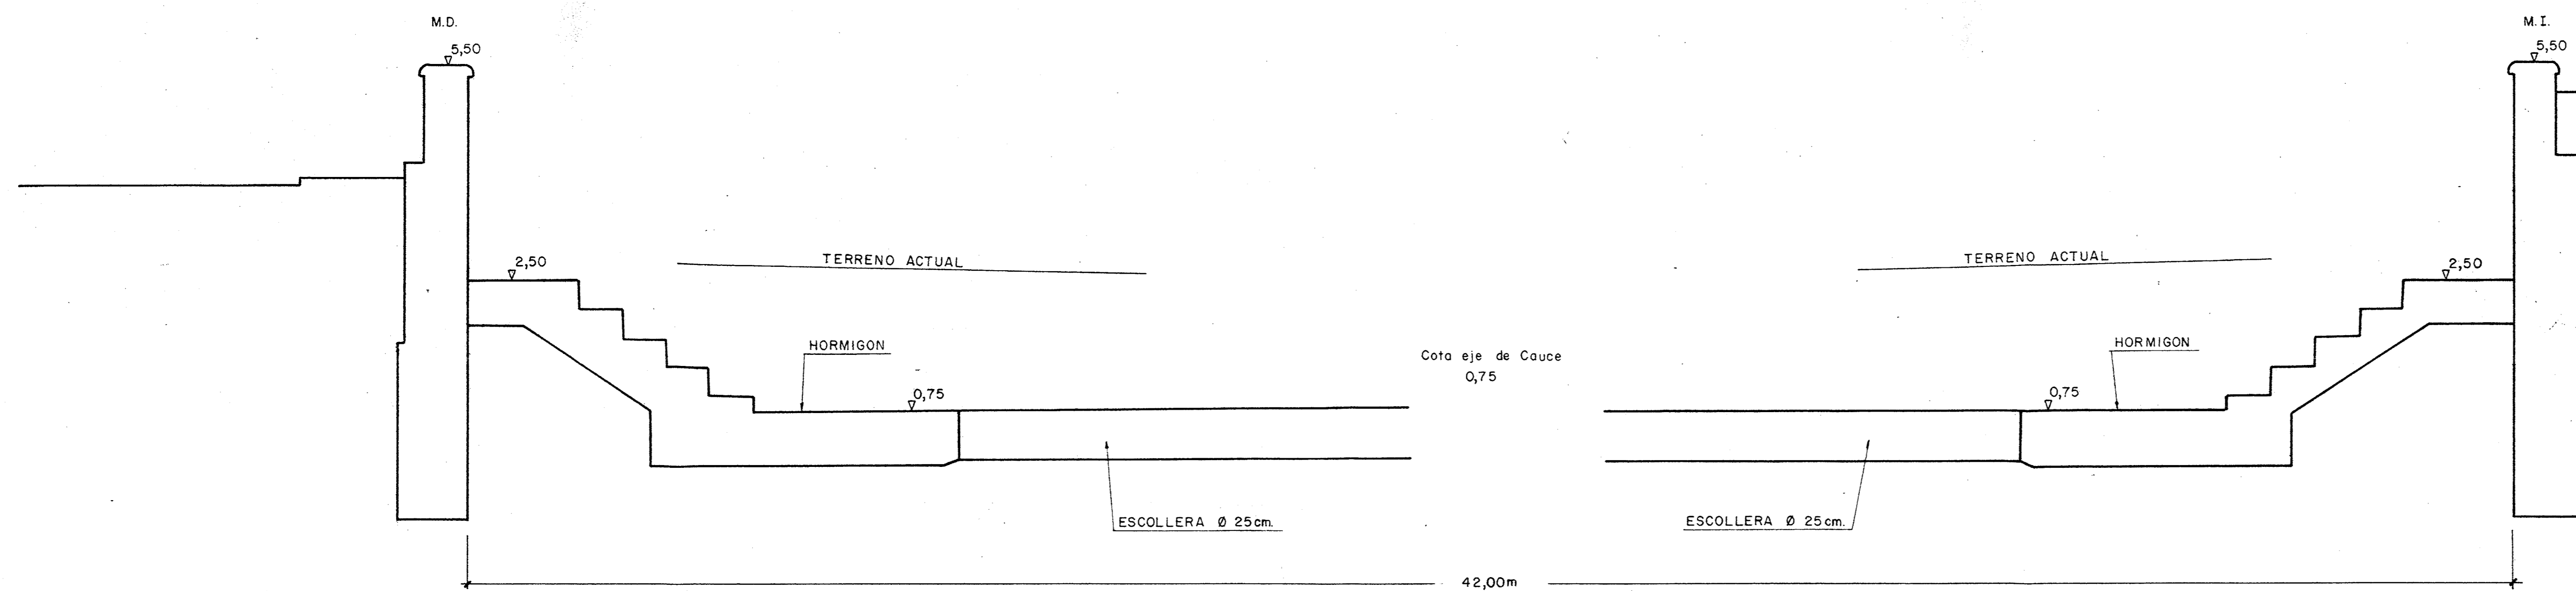 M.D.
M.I.
5,50
5,50
TERRENO ACTUAL
TERRENO ACTUAL
2,50
2,50
HORMIGON
HORMIGON
Cota eje de Cauce
0,75
0,75
0,75
ESCOLLERA Ø 25cm.
ESCOLLERA Ø 25cm.
42,00m